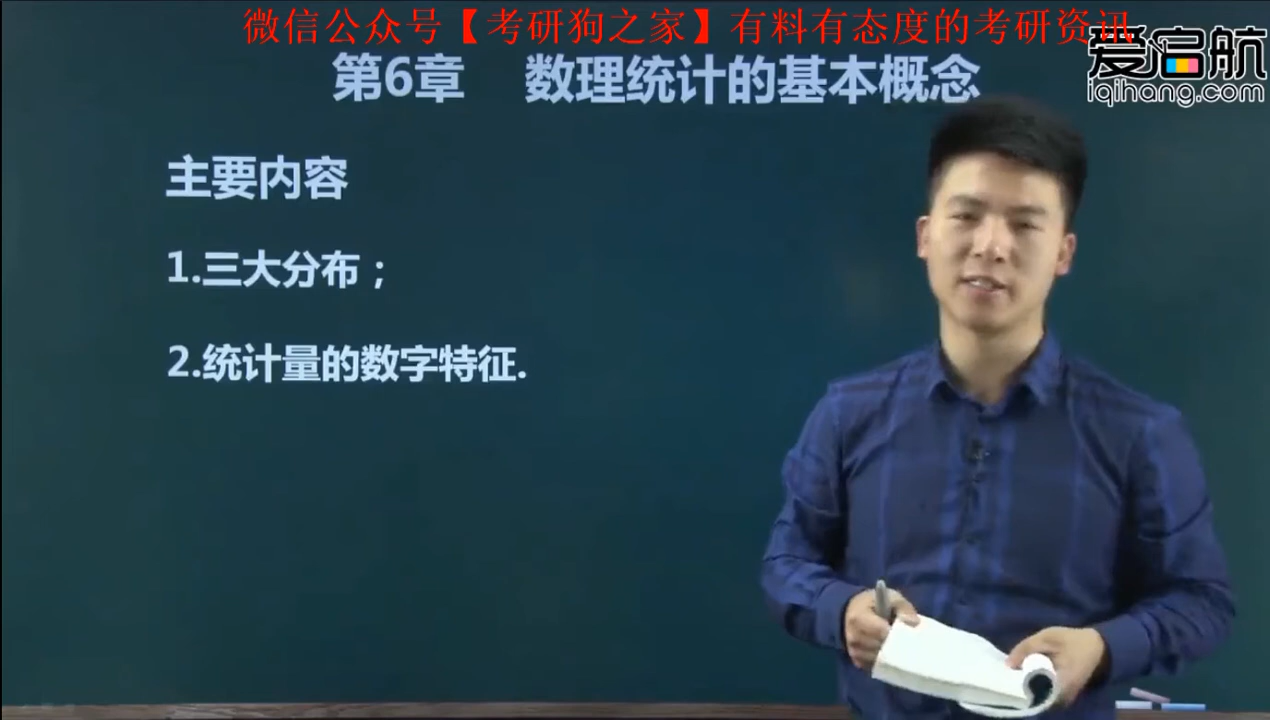 微信公众号【考研狗之家】有料有态度的考研资讯
爱启航
iqihang.com
第6章 数理统计的基本概念
主要内容
1.三大分布；
2.统计量的数字特征.